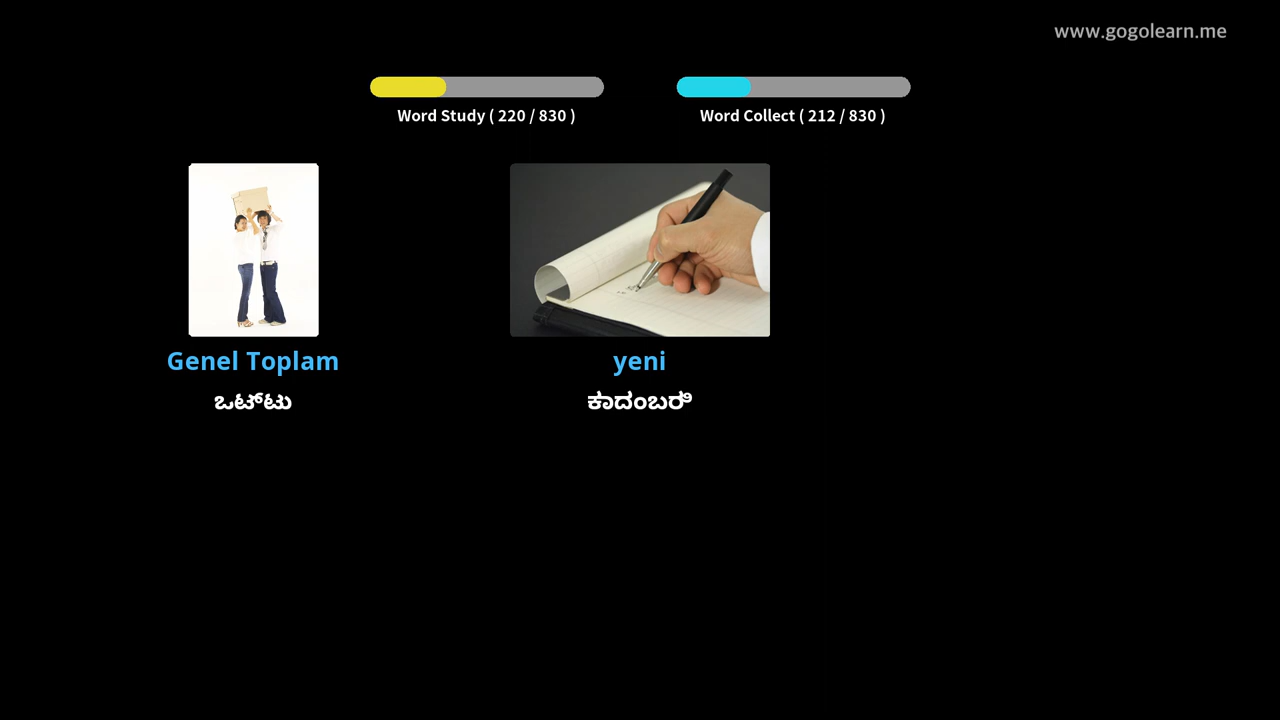 www.gogolearn.me
Word Study ( 220 / 830 )
Word Collect ( 212 / 830 )
Genel Toplam
yeni
ಒಟ್ಟು
ಕಾದಂಬರಿ